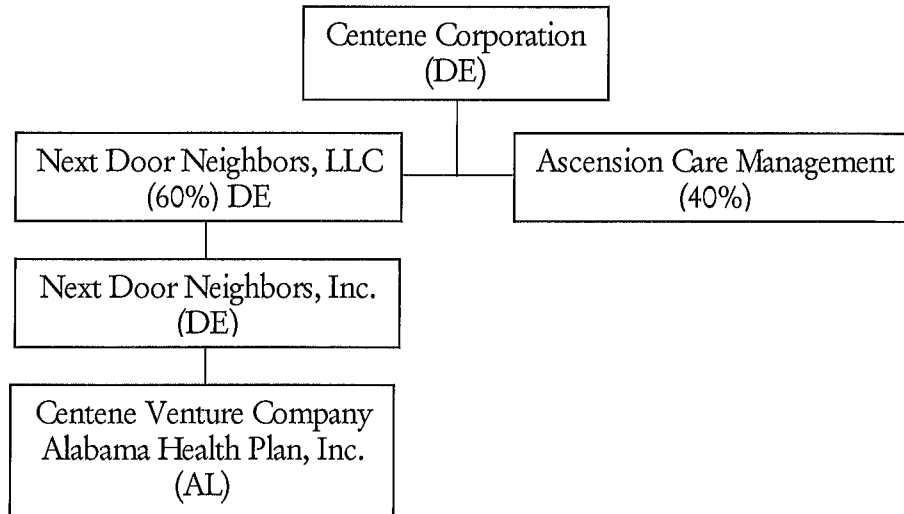 Centene Corporation
(DE)
Next Door Neighbors, LLC
(60%) DE
Ascension Care Management
(40%)
Next Door Neighbors, Inc.
(DE)
Centene Venture Company
Alabama Health Plan, Inc.
(AL)